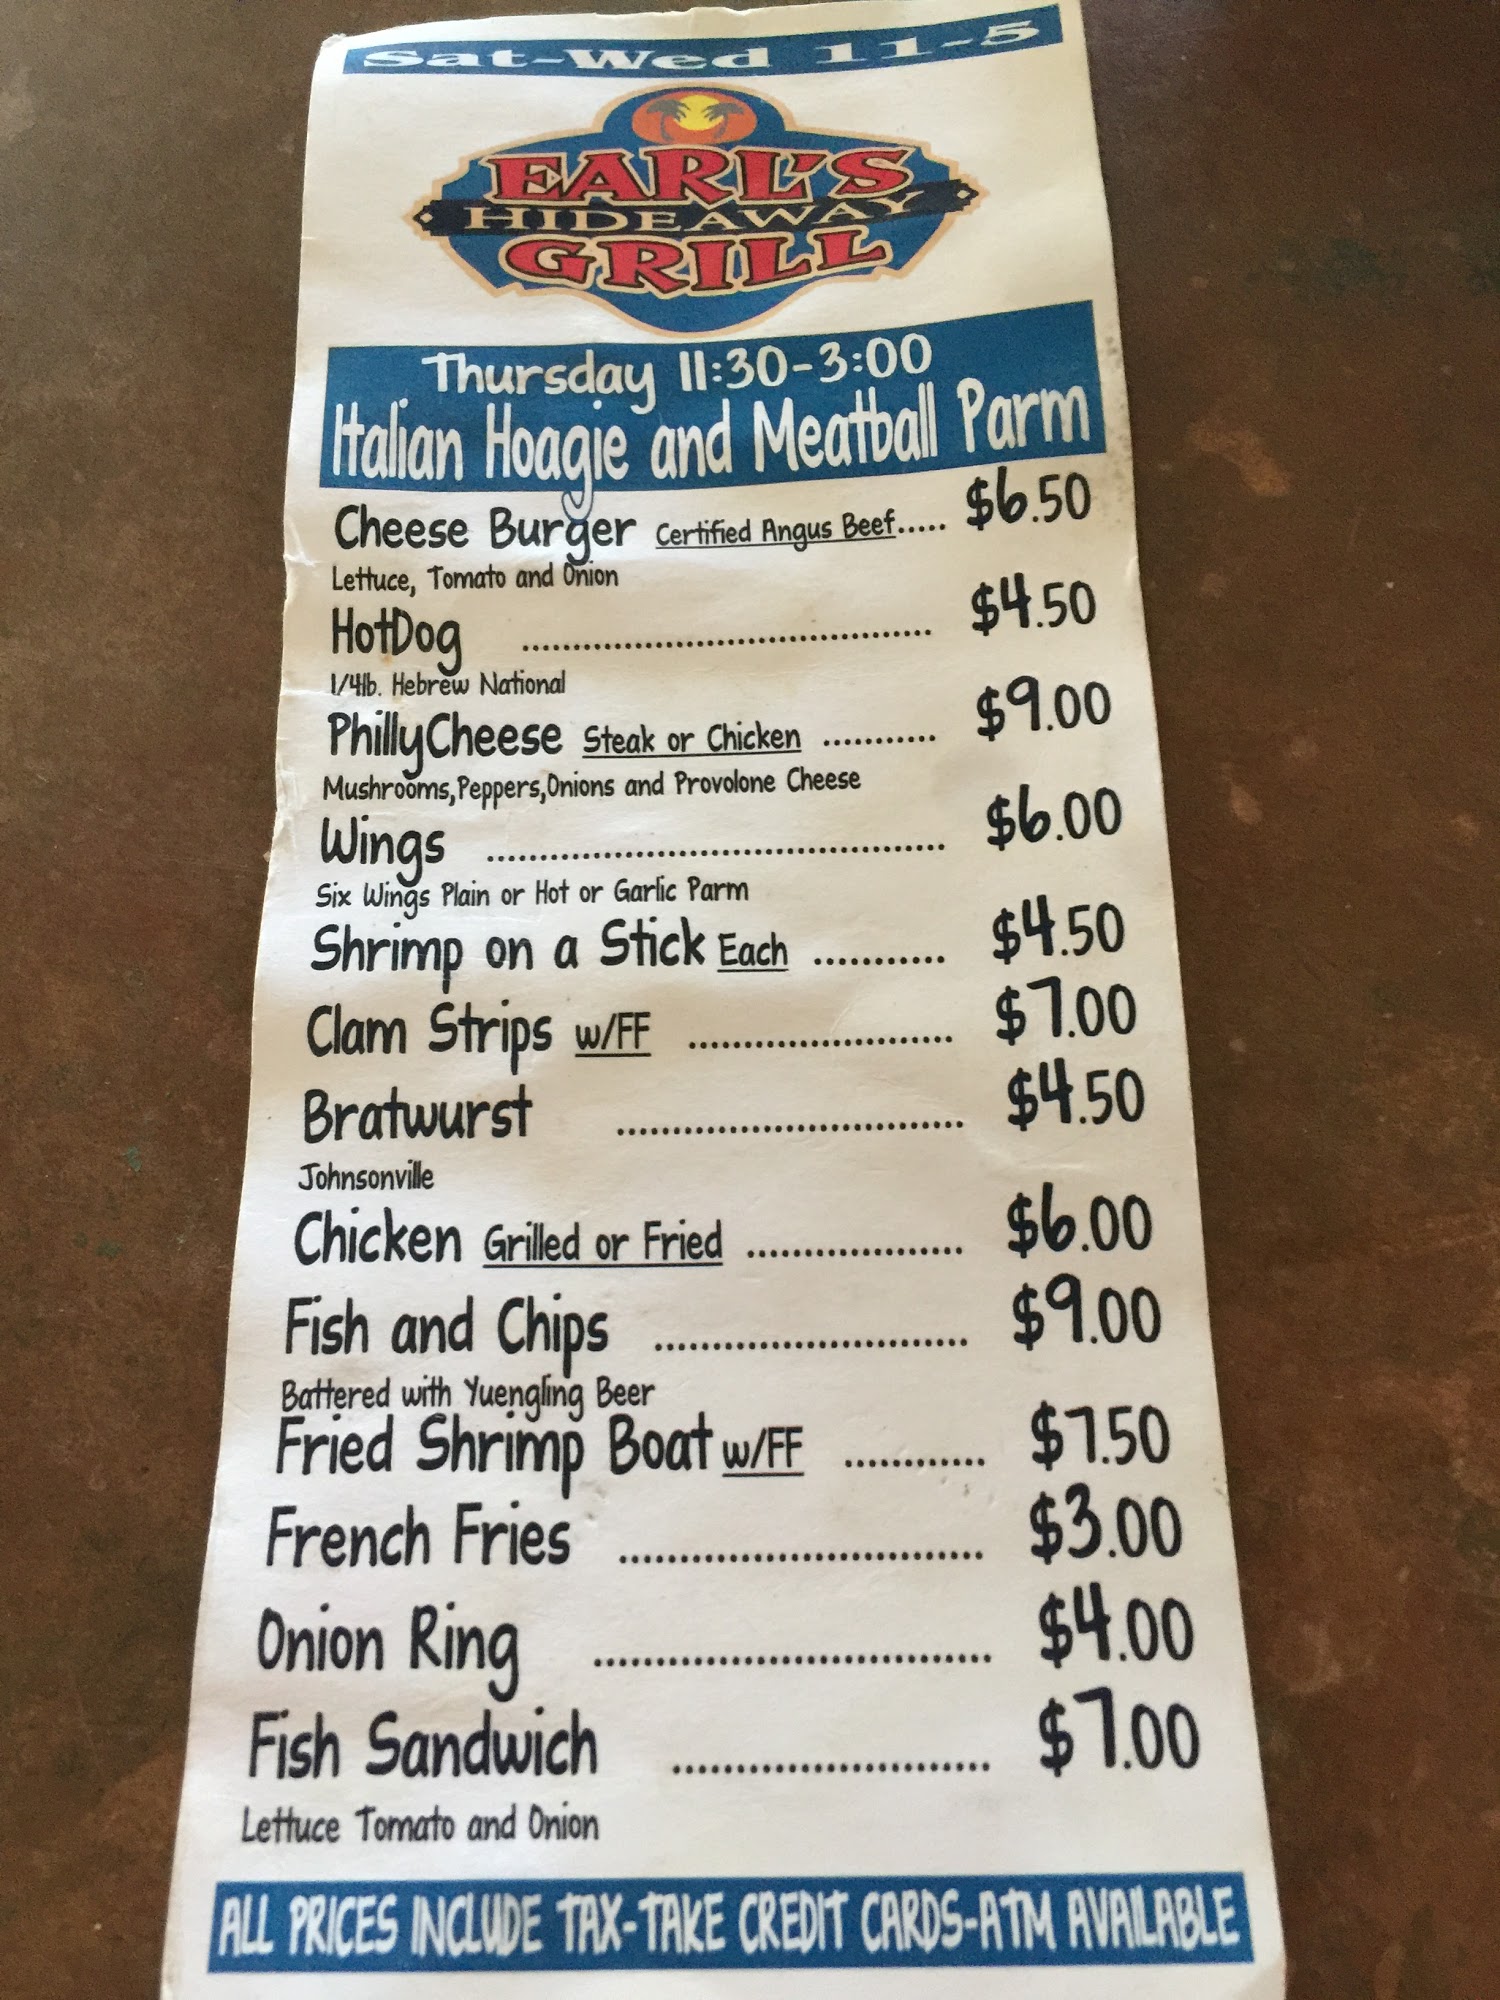 Sat-Wed 11-5
EARL'S
HIDEAWAY
GRILL
Thursday 11:30-3:00
Italian Hoagie and Meatball Parm
Cheese Burger Certified Angus Beef..... $6.50
Lettuce, Tomato and Onion
HotDog ....................................... $4.50
1/4lb. Hebrew National
PhillyCheese Steak or Chicken ........... $9.00
Mushrooms,Peppers,Onions and Provolone Cheese
Wings ............................................ $6.00
Six Wings Plain or Hot or Garlic Parm
Shrimp on a Stick Each ........... $4.50
Clam Strips w/FF ....................... $7.00
Bratwurst .............................. $4.50
Johnsonville
Chicken Grilled or Fried ................... $6.00
Fish and Chips .......................... $9.00
Battered with Yuengling Beer
Fried Shrimp Boat w/FF ............ $7.50
French Fries .............................. $3.00
Onion Ring ................................ $4.00
Fish Sandwich .......................... $7.00
Lettuce Tomato and Onion
ALL PRICES INCLUDE TAX-TAKE CREDIT CARDS-ATM AVAILABLE